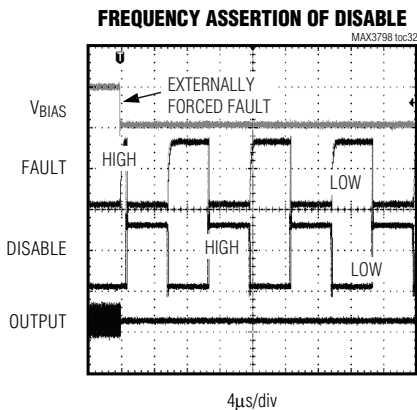 FREQUENCY ASSERTION OF DISABLE
MAX3798 toc32
T
VBIAS
EXTERNALLY
FORCED FAULT
FAULT
HIGH
LOW
DISABLE
HIGH
LOW
OUTPUT
4µs/div